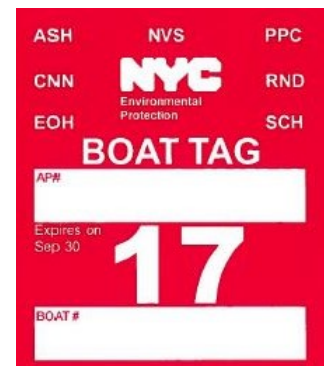 ASH NVS PPC
CNN NYC RND
Environmental
Protection
EOH SCH
BOAT TAG
AP#
Expires on
Sep 30
17
BOAT #